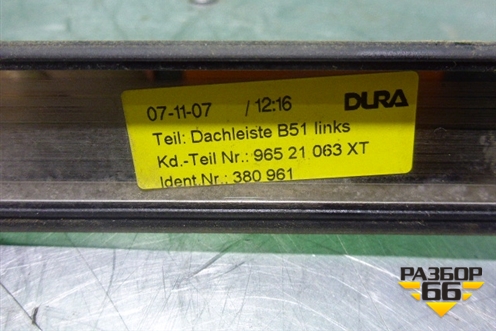 07-11-07 / 12:16 DURA
Teil: Dachleiste B51 links
Kd.-Teil Nr.: 965 21 063 XT
Ident.Nr.: 380 961
РАЗБОР
66